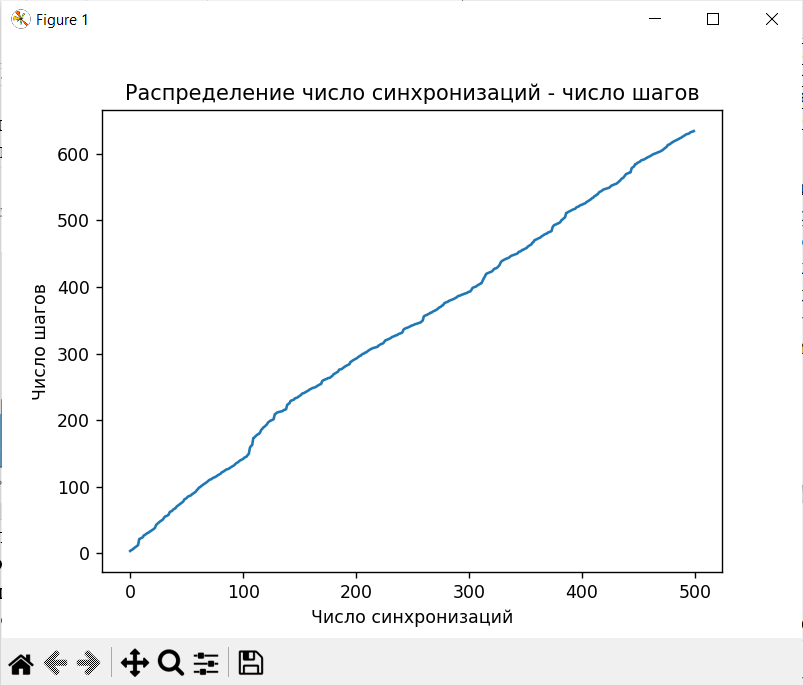 Figure 1
Распределение число синхронизаций - число шагов
600
500
400
300
200
100
0
Число шагов
0 100 200 300 400 500
Число синхронизаций